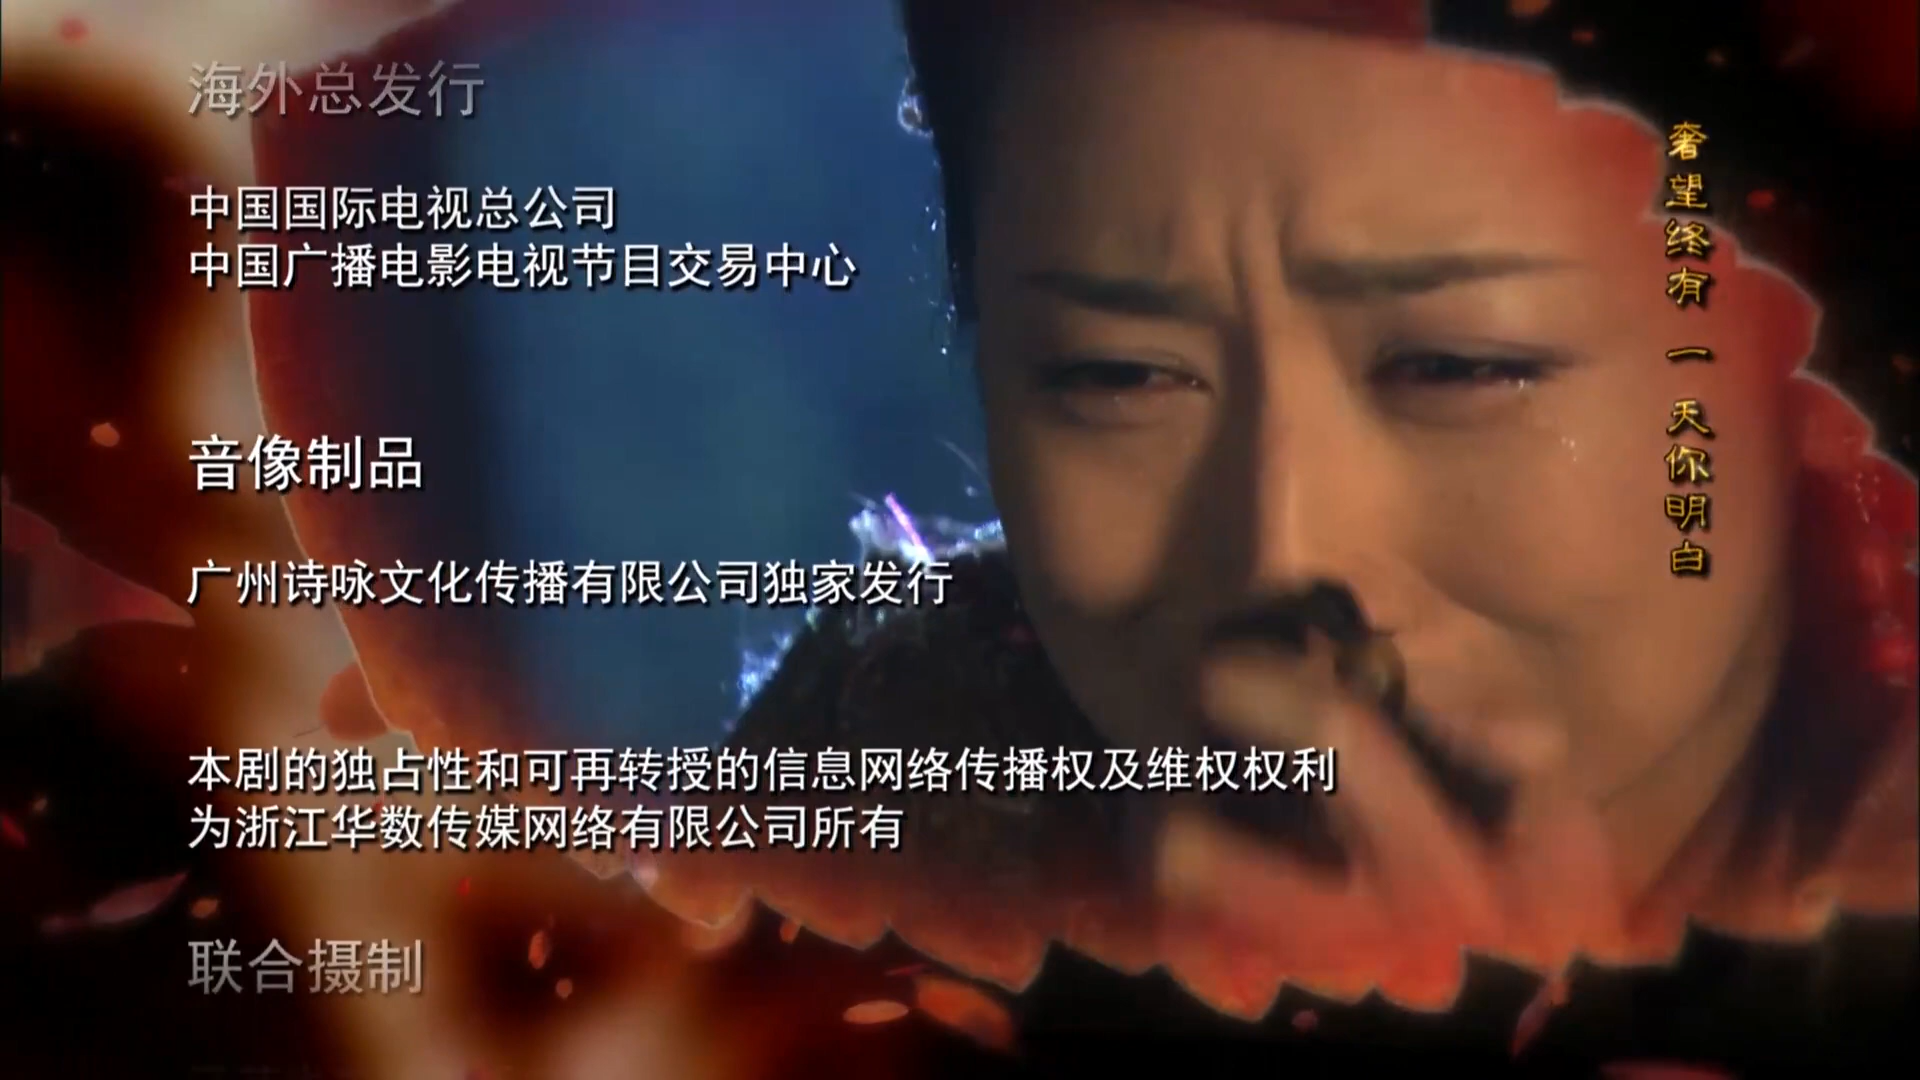 海外总发行
中国国际电视总公司
中国广播电影电视节目交易中心
音像制品
广州诗咏文化传播有限公司独家发行
本剧的独占性和可再转授的信息网络传播权及维权权利
为浙江华数传媒网络有限公司所有
联合摄制
奢望终有一天你明白